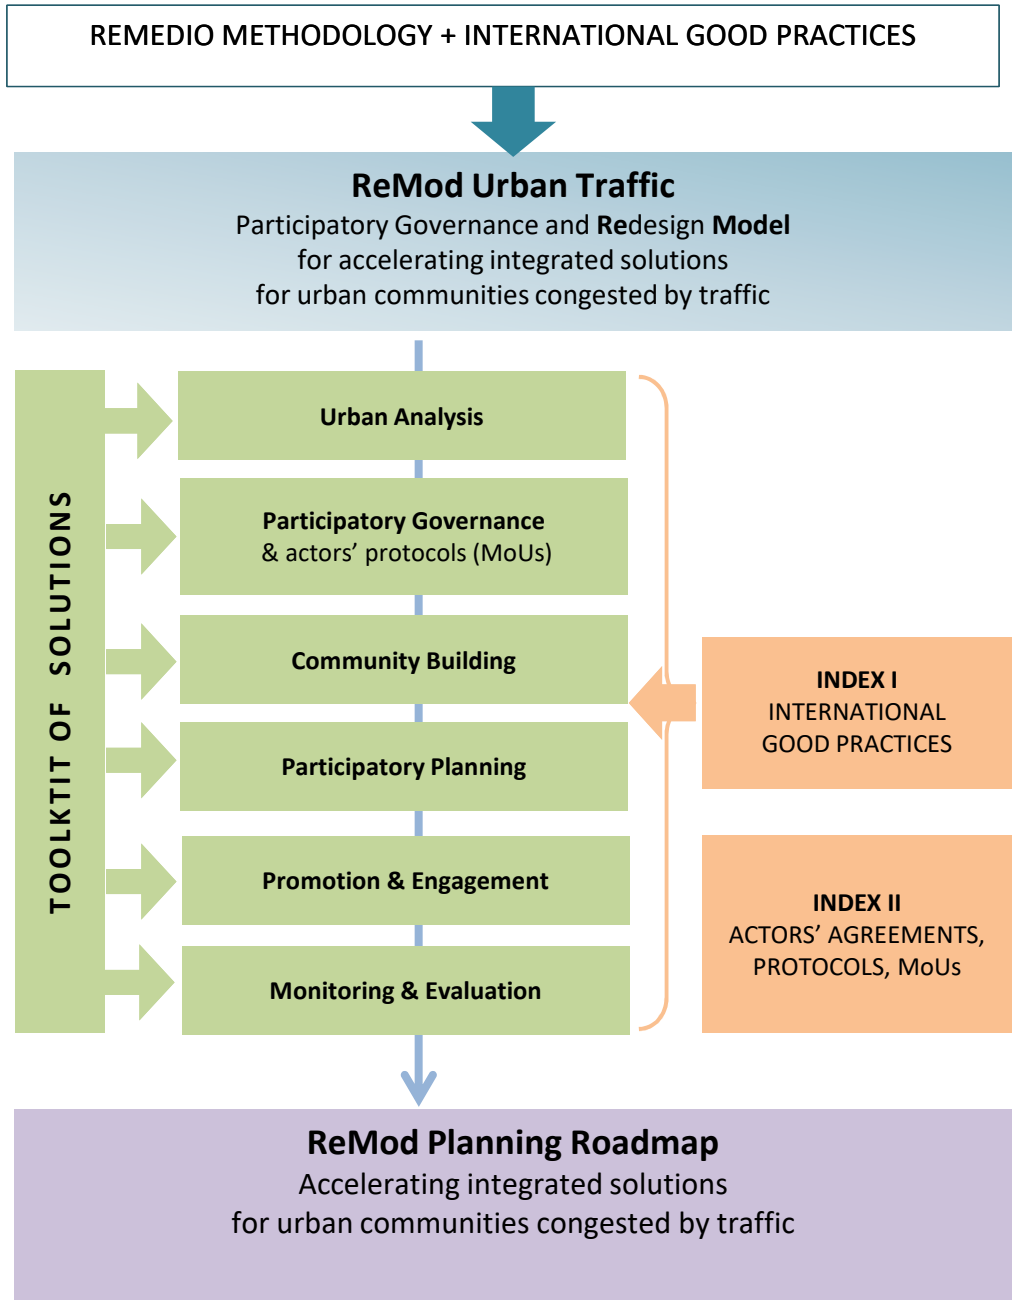 REMEDIO METHODOLOGY + INTERNATIONAL GOOD PRACTICES
ReMod Urban Traffic
Participatory Governance and Redesign Model
for accelerating integrated solutions
for urban communities congested by traffic
TOOLKTIT OF SOLUTIONS
Urban Analysis
Participatory Governance
& actors’ protocols (MoUs)
Community Building
Participatory Planning
Promotion & Engagement
Monitoring & Evaluation
INDEX I
INTERNATIONAL
GOOD PRACTICES
INDEX II
ACTORS’ AGREEMENTS,
PROTOCOLS, MoUs
ReMod Planning Roadmap
Accelerating integrated solutions
for urban communities congested by traffic